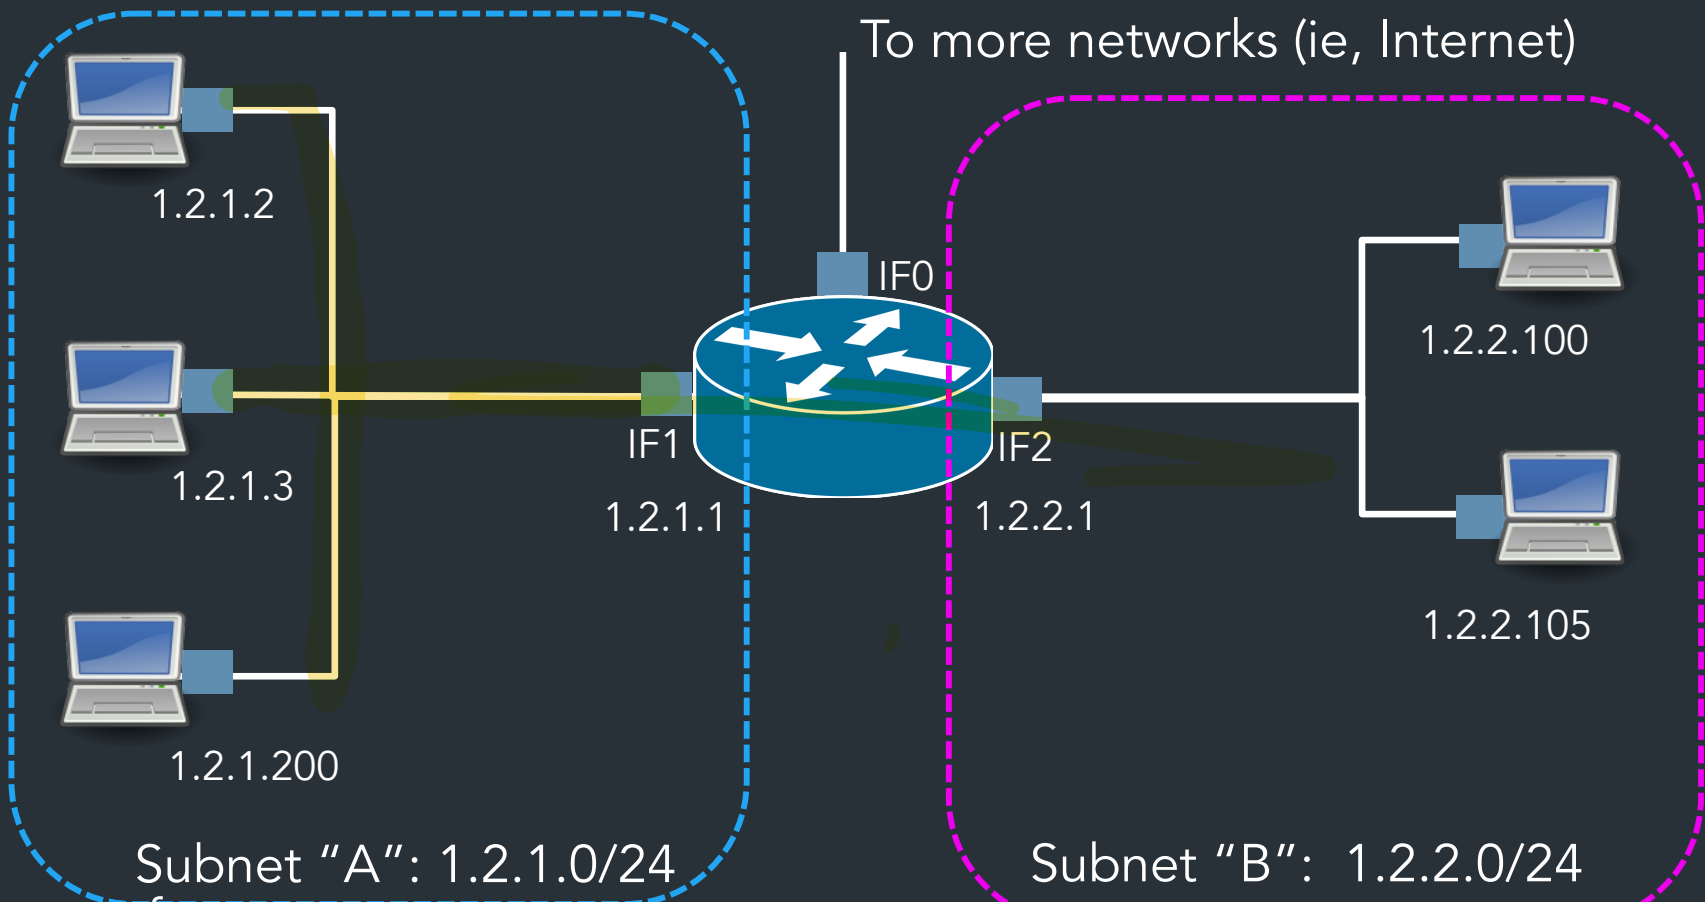 To more networks (ie, Internet)
1.2.1.2
IF0
1.2.2.100
IF1
IF2
1.2.1.3
1.2.1.1
1.2.2.1
1.2.2.105
1.2.1.200
Subnet “A”: 1.2.1.0/24
Subnet “B”: 1.2.2.0/24